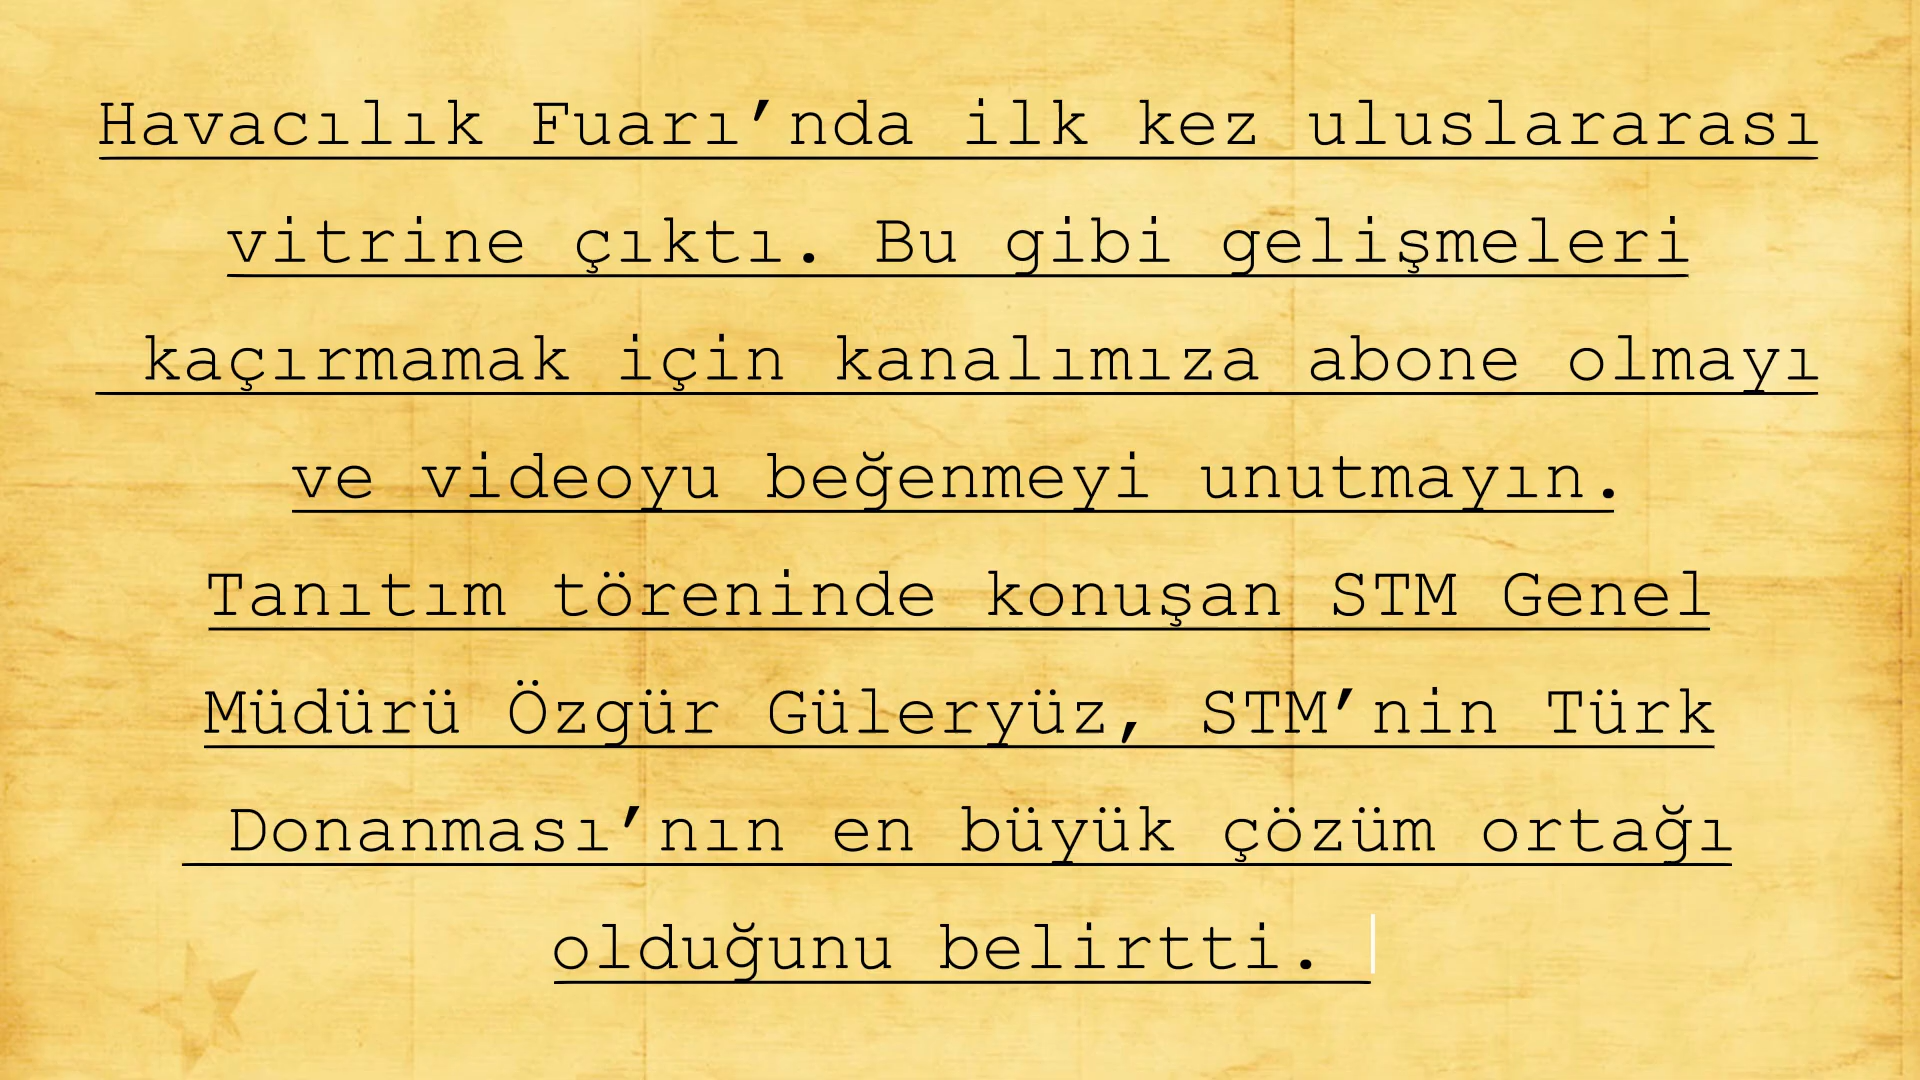 Havacılık Fuarı’nda ilk kez uluslararası
vitrine çıktı. Bu gibi gelişmeleri
kaçırmamak için kanalımıza abone olmayı
ve videoyu beğenmeyi unutmayın.
Tanıtım töreninde konuşan STM Genel
Müdürü Özgür Güleryüz, STM’nin Türk
Donanması’nın en büyük çözüm ortağı
olduğunu belirtti.